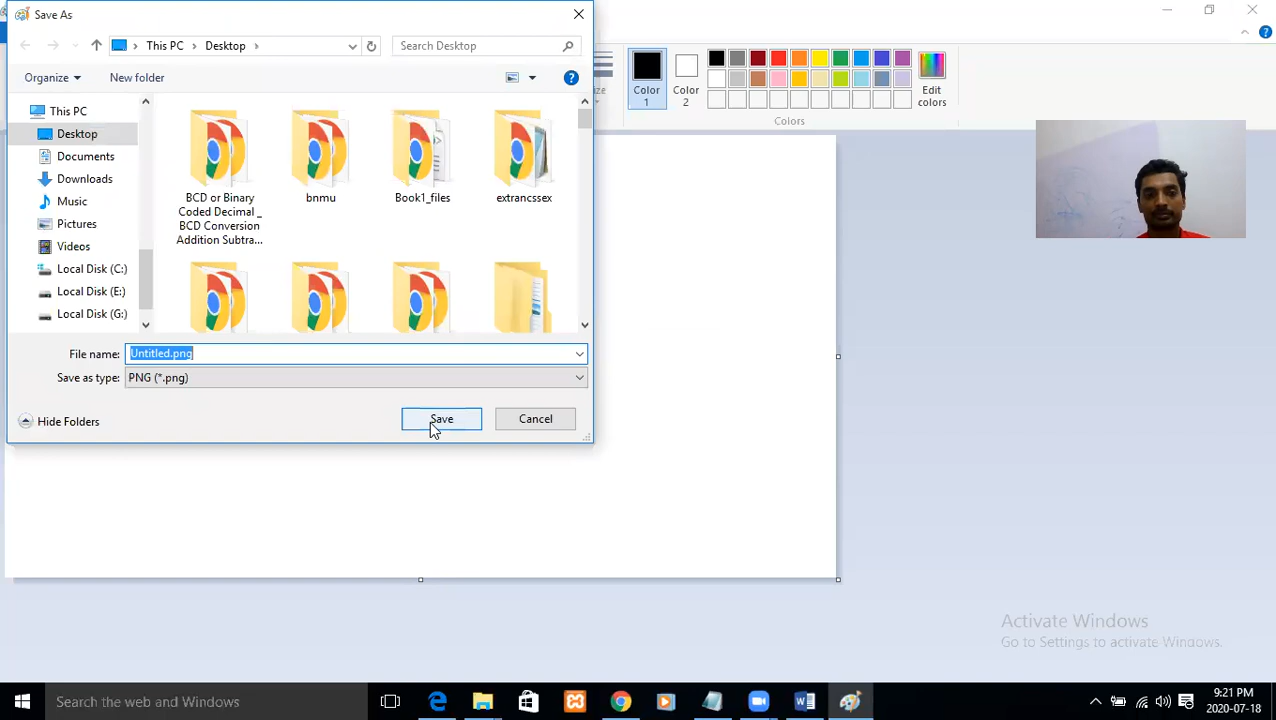 Save As
This PC
Desktop
Search Desktop
Organize
New folder
This PC
Desktop
Documents
Downloads
Music
Pictures
Videos
Local Disk (C:)
Local Disk (E:)
Local Disk (G:)
BCD or Binary
Coded Decimal _
BCD Conversion
Addition Subtra...
bnmu
Book1_files
extrancssex
File name:
Untitled.png
Save as type:
PNG (*.png)
Hide Folders
Save
Cancel
Color
1
Color
2
Edit
colors
Colors
Activate Windows
Go to Settings to activate Windows.
Search the web and Windows
9:21 PM
2020-07-18